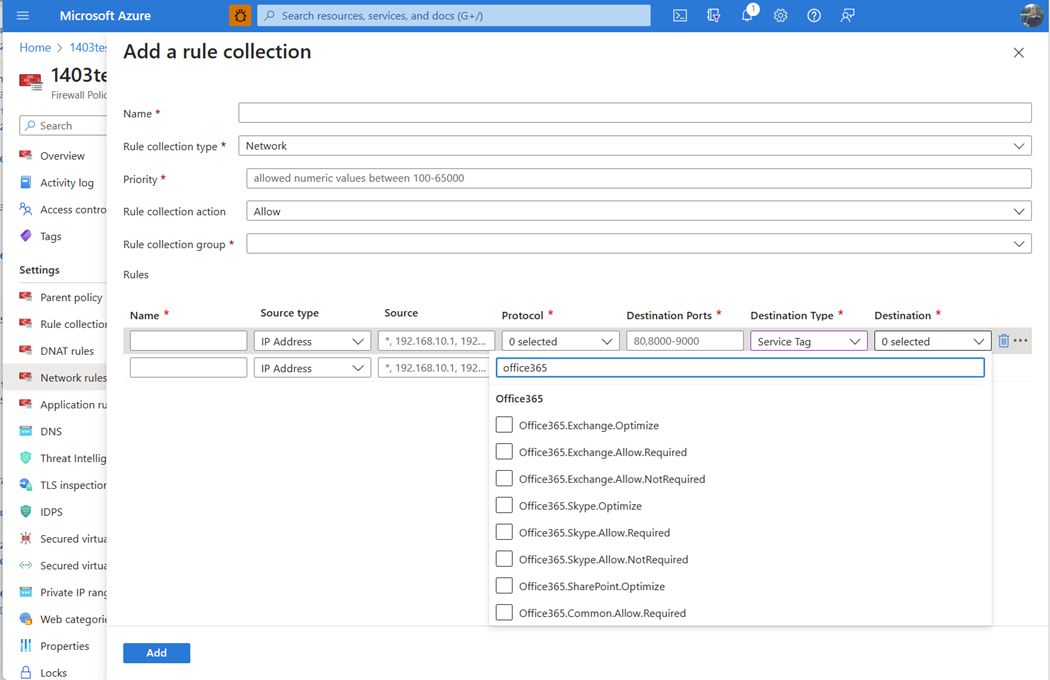 Microsoft Azure
Search resources, services, and docs (G+/)
1
Home > 1403tes
1403te
Firewall Polic
Search
Overview
Activity log
Access contro
Tags
Settings
Parent policy
Rule collection
DNAT rules
Network rules
Application ru
DNS
Threat Intellig
TLS inspection
IDPS
Secured virtua
Secured virtua
Private IP rang
Web categorie
Properties
Locks
Add a rule collection
Name *
Rule collection type * Network
Priority * allowed numeric values between 100-65000
Rule collection action Allow
Rule collection group *
Rules
Name * Source type Source Protocol * Destination Ports * Destination Type * Destination *
IP Address *, 192.168.10.1, 192... 0 selected 80,8000-9000 Service Tag 0 selected
IP Address *, 192.168.10.1, 192...
office365
Office365
Office365.Exchange.Optimize
Office365.Exchange.Allow.Required
Office365.Exchange.Allow.NotRequired
Office365.Skype.Optimize
Office365.Skype.Allow.Required
Office365.Skype.Allow.NotRequired
Office365.SharePoint.Optimize
Office365.Common.Allow.Required
Add